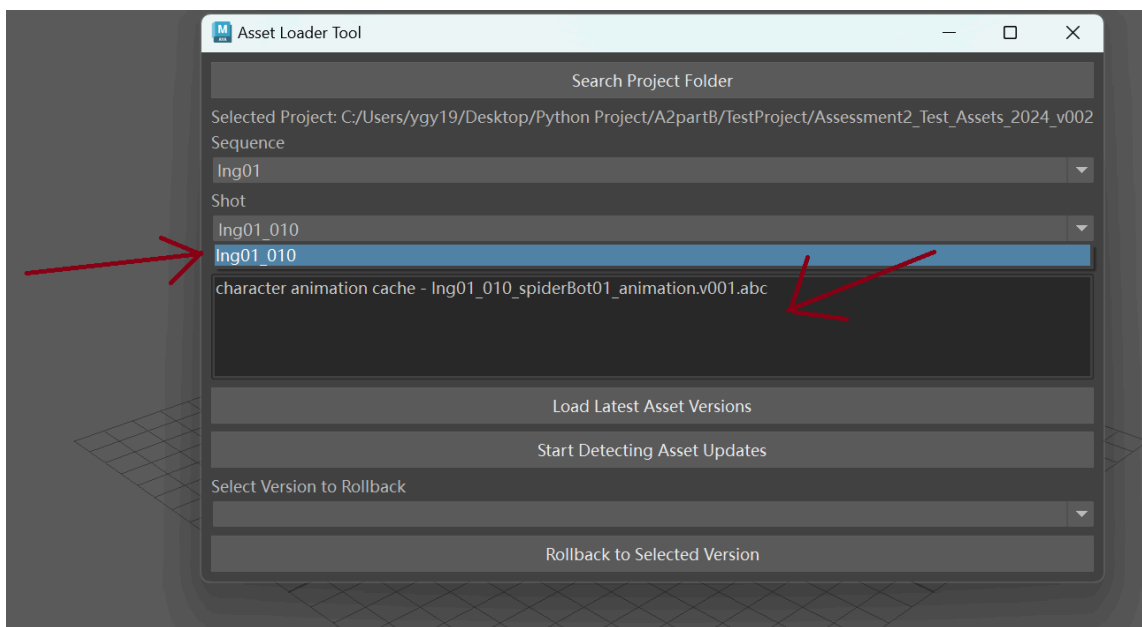 Asset Loader Tool
Search Project Folder
Selected Project: C:/Users/ygy19/Desktop/Python Project/A2partB/TestProject/Assessment2_Test_Assets_2024_v002
Sequence
lng01
Shot
lng01_010
lng01_010
character animation cache - lng01_010_spiderBot01_animation.v001.abc
Load Latest Asset Versions
Start Detecting Asset Updates
Select Version to Rollback
Rollback to Selected Version